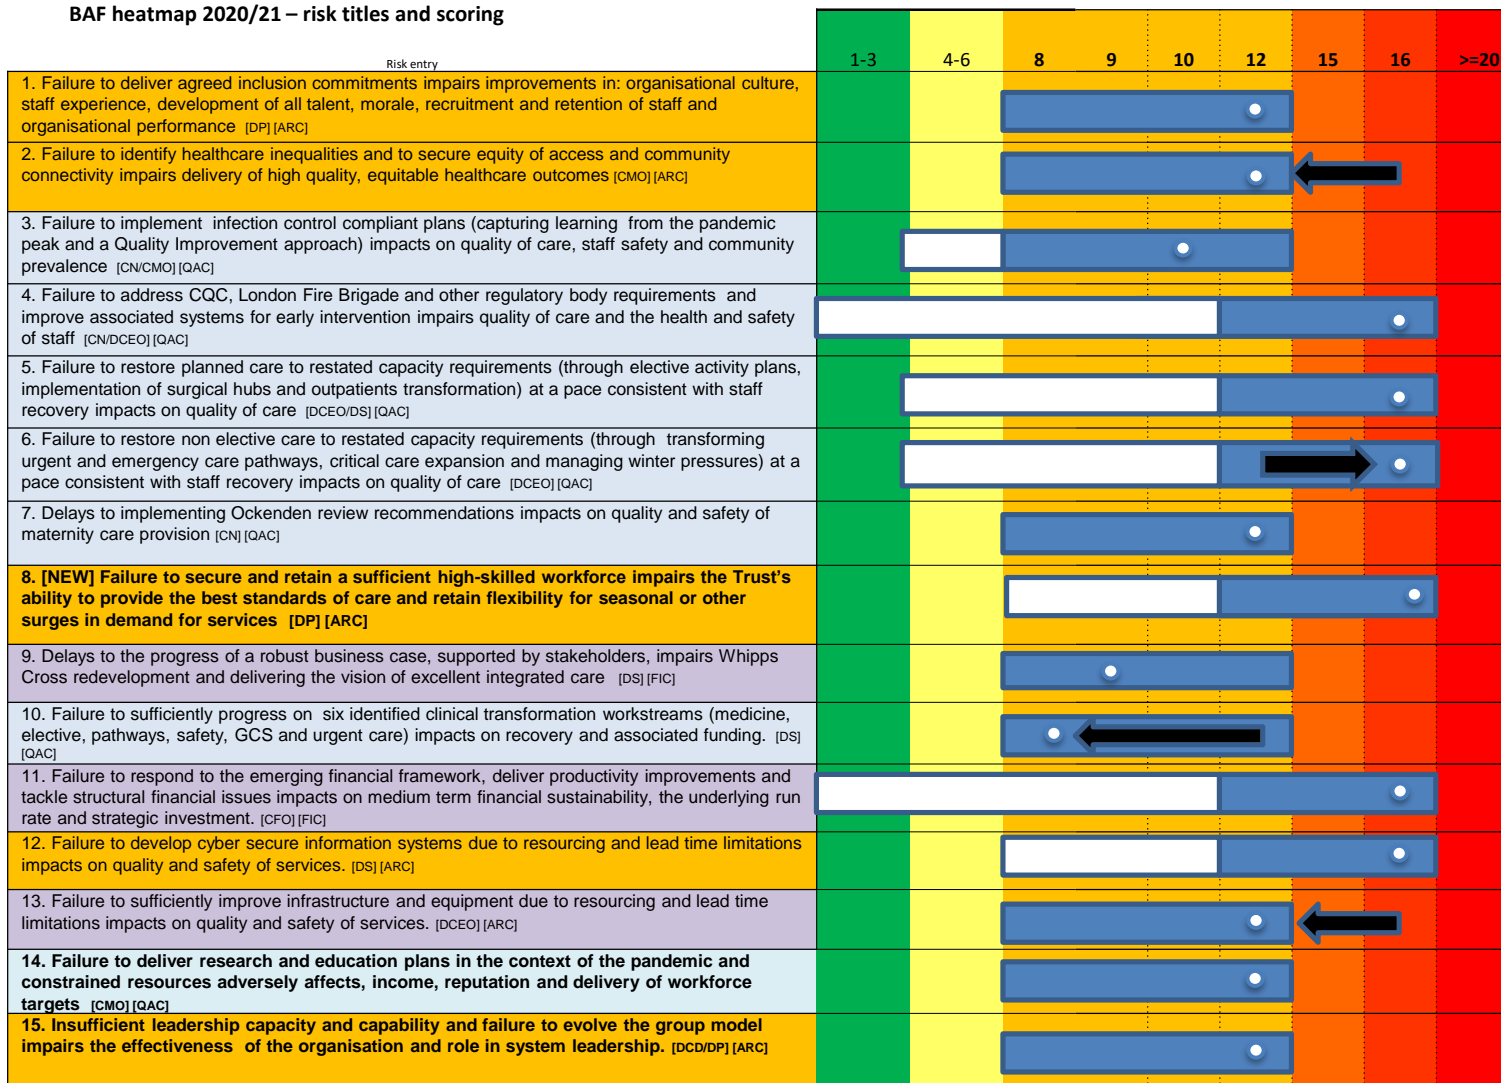 BAF heatmap 2020/21 – risk titles and scoring
Risk entry
1-3 4-6 8 9 10 12 15 16 >=20
1. Failure to deliver agreed inclusion commitments impairs improvements in: organisational culture,
staff experience, development of all talent, morale, recruitment and retention of staff and
organisational performance [DP] [ARC]
2. Failure to identify healthcare inequalities and to secure equity of access and community
connectivity impairs delivery of high quality, equitable healthcare outcomes [CMO] [ARC]
3. Failure to implement infection control compliant plans (capturing learning from the pandemic
peak and a Quality Improvement approach) impacts on quality of care, staff safety and community
prevalence [CN/CMO] [QAC]
4. Failure to address CQC, London Fire Brigade and other regulatory body requirements and
improve associated systems for early intervention impairs quality of care and the health and safety
of staff [CN/DCEO] [QAC]
5. Failure to restore planned care to restated capacity requirements (through elective activity plans,
implementation of surgical hubs and outpatients transformation) at a pace consistent with staff
recovery impacts on quality of care [DCEO/DS] [QAC]
6. Failure to restore non elective care to restated capacity requirements (through transforming
urgent and emergency care pathways, critical care expansion and managing winter pressures) at a
pace consistent with staff recovery impacts on quality of care [DCEO] [QAC]
7. Delays to implementing Ockenden review recommendations impacts on quality and safety of
maternity care provision [CN] [QAC]
8. [NEW] Failure to secure and retain a sufficient high-skilled workforce impairs the Trust's
ability to provide the best standards of care and retain flexibility for seasonal or other
surges in demand for services [DP] [ARC]
9. Delays to the progress of a robust business case, supported by stakeholders, impairs Whipps
Cross redevelopment and delivering the vision of excellent integrated care [DS] [FIC]
10. Failure to sufficiently progress on six identified clinical transformation workstreams (medicine,
elective, pathways, safety, GCS and urgent care) impacts on recovery and associated funding. [DS]
[QAC]
11. Failure to respond to the emerging financial framework, deliver productivity improvements and
tackle structural financial issues impacts on medium term financial sustainability, the underlying run
rate and strategic investment. [CFO] [FIC]
12. Failure to develop cyber secure information systems due to resourcing and lead time limitations
impacts on quality and safety of services. [DS] [ARC]
13. Failure to sufficiently improve infrastructure and equipment due to resourcing and lead time
limitations impacts on quality and safety of services. [DCEO] [ARC]
14. Failure to deliver research and education plans in the context of the pandemic and
constrained resources adversely affects, income, reputation and delivery of workforce
targets [CMO] [QAC]
15. Insufficient leadership capacity and capability and failure to evolve the group model
impairs the effectiveness of the organisation and role in system leadership. [DCD/DP] [ARC]